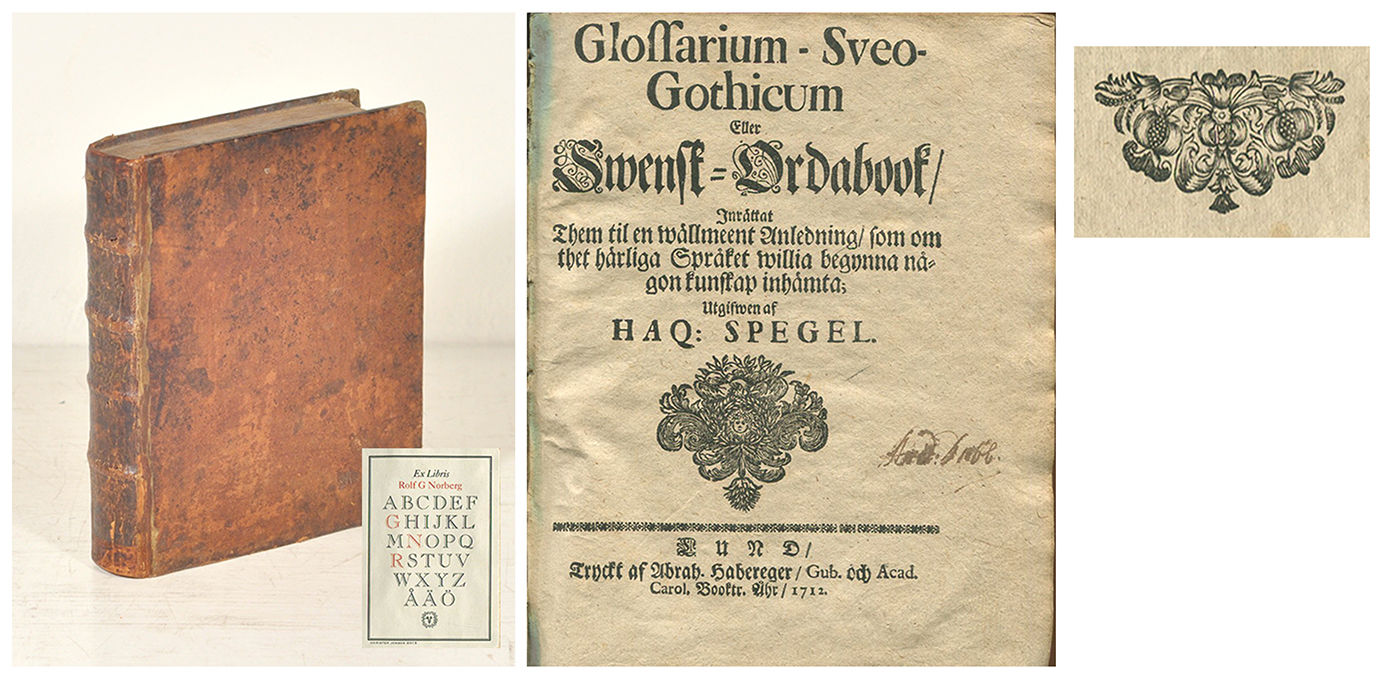 Ex Libris
Rolf G Norberg
ABCDEF
GHIJKL
MNOPQ
RSTUV
WXYZ
ÅÄÖ
Glossarium - Sveo-
Gothicum
Eller
Swensk-Ordabook/
Inrättat
Them til en wällmeent Anledning/ som om
thet härliga Språket willia begynna nå-
gon kunskap inhämta;
Utgifwen af
HAQ: SPEGEL.
LUND/
Tryckt af Abrah. Habereger/ Gub. och Acad.
Carol. Booktr. Åhr/ 1712.